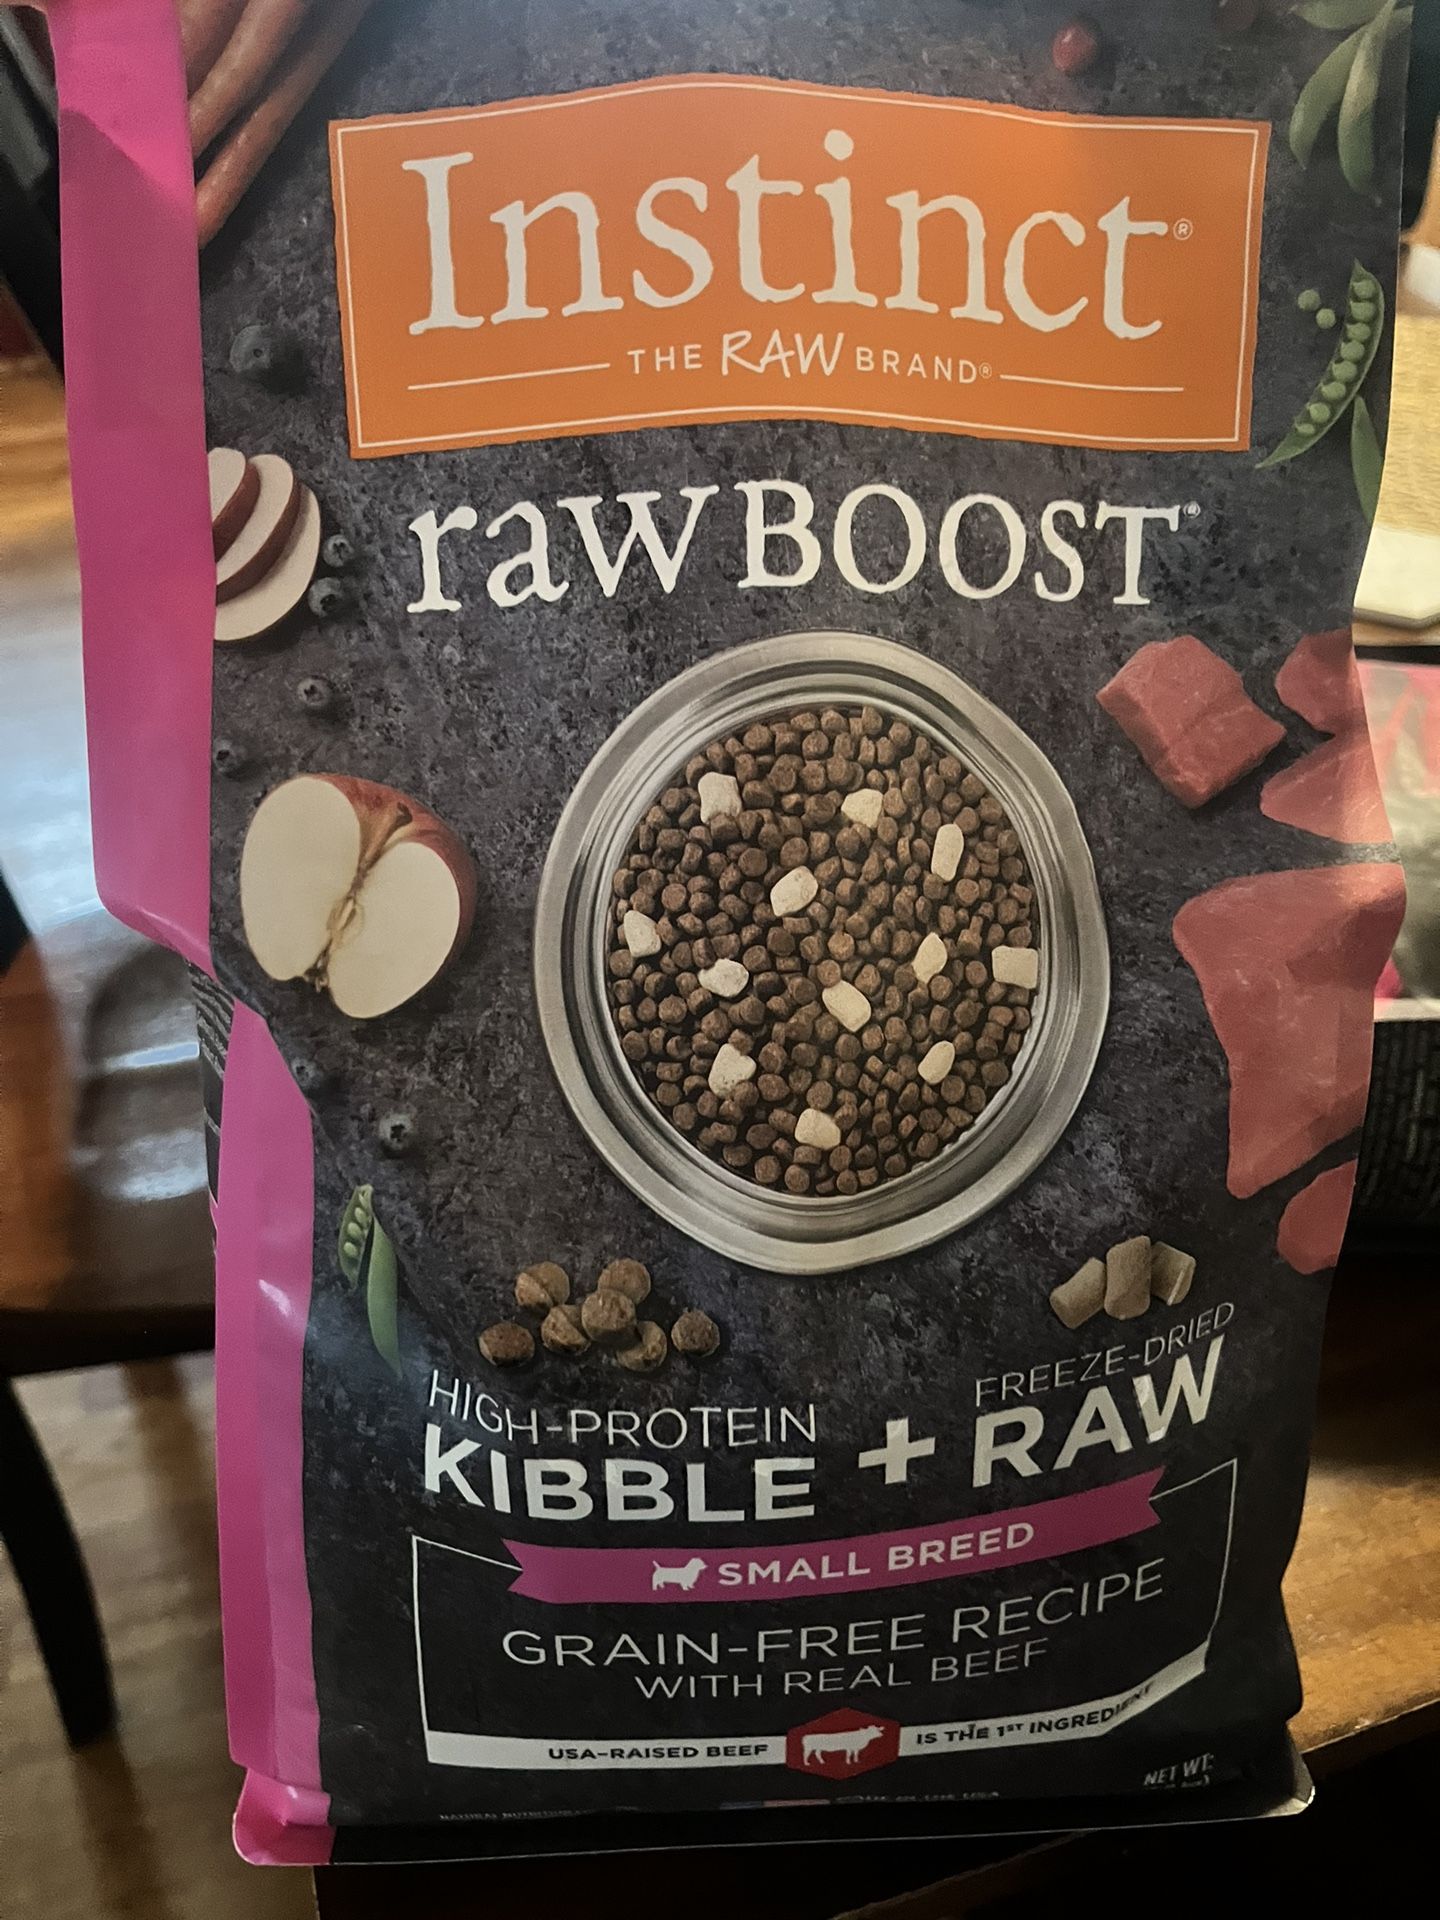 Instinct®
THE RAW BRAND®
raw BOOST®
HIGH-PROTEIN
KIBBLE
+
FREEZE-DRIED
RAW
SMALL BREED
GRAIN-FREE RECIPE
WITH REAL BEEF
USA-RAISED BEEF IS THE 1ST INGREDIENT
NET WT: